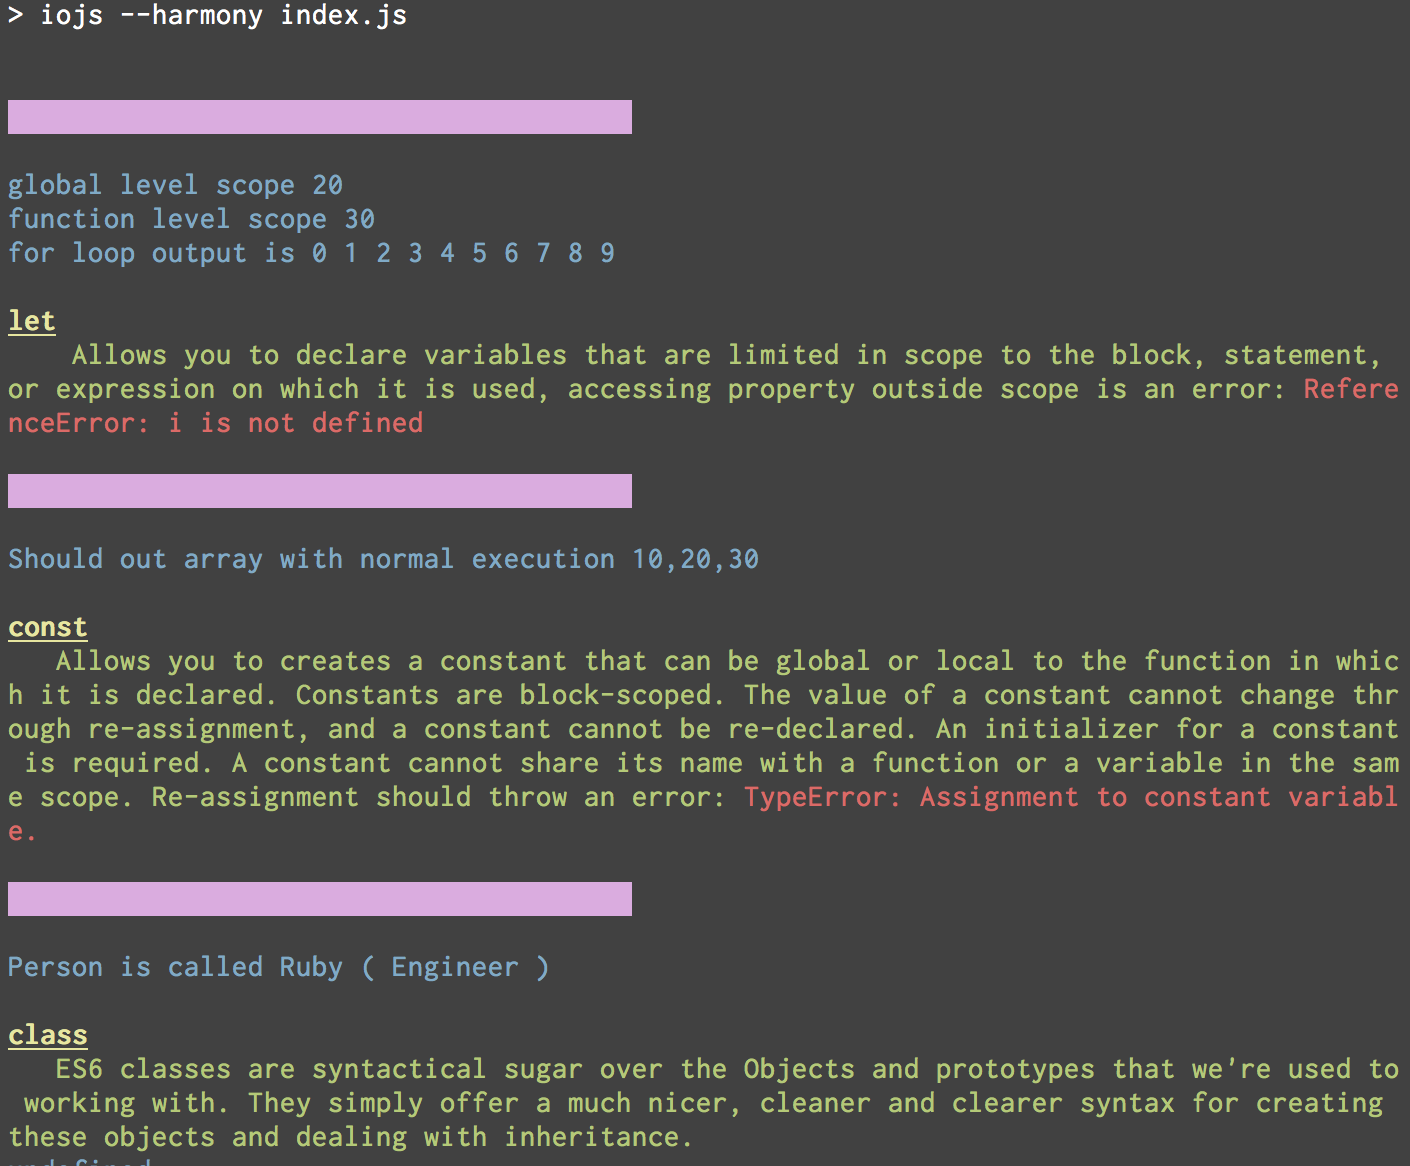 > iojs --harmony index.js
global level scope 20
function level scope 30
for loop output is 0 1 2 3 4 5 6 7 8 9
let
Allows you to declare variables that are limited in scope to the block, statement,
or expression on which it is used, accessing property outside scope is an error: Refere
nceError: i is not defined
Should out array with normal execution 10,20,30
const
Allows you to creates a constant that can be global or local to the function in whic
h it is declared. Constants are block-scoped. The value of a constant cannot change thr
ough re-assignment, and a constant cannot be re-declared. An initializer for a constant
is required. A constant cannot share its name with a function or a variable in the sam
e scope. Re-assignment should throw an error: TypeError: Assignment to constant variabl
e.
Person is called Ruby ( Engineer )
class
ES6 classes are syntactical sugar over the Objects and prototypes that we're used to
working with. They simply offer a much nicer, cleaner and clearer syntax for creating
these objects and dealing with inheritance.